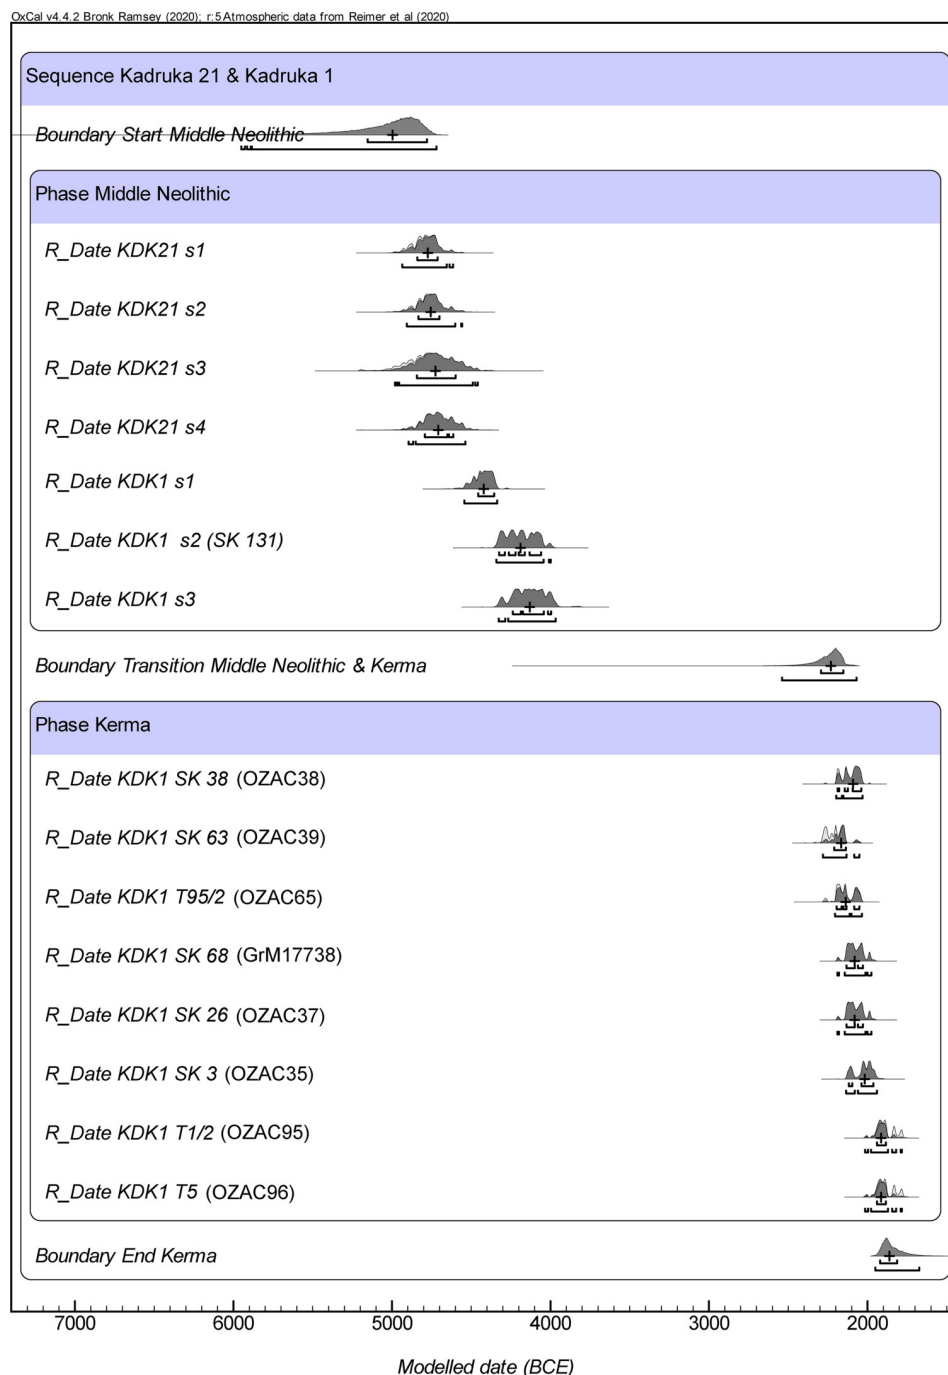 OxCal v4.4.2 Bronk Ramsey (2020); r:5 Atmospheric data from Reimer et al (2020)
Sequence Kadruka 21 & Kadruka 1
Boundary Start Middle Neolithic
Phase Middle Neolithic
R_Date KDK21 s1
R_Date KDK21 s2
R_Date KDK21 s3
R_Date KDK21 s4
R_Date KDK1 s1
R_Date KDK1 s2 (SK 131)
R_Date KDK1 s3
Boundary Transition Middle Neolithic & Kerma
Phase Kerma
R_Date KDK1 SK 38 (OZAC38)
R_Date KDK1 SK 63 (OZAC39)
R_Date KDK1 T95/2 (OZAC65)
R_Date KDK1 SK 68 (GrM17738)
R_Date KDK1 SK 26 (OZAC37)
R_Date KDK1 SK 3 (OZAC35)
R_Date KDK1 T1/2 (OZAC95)
R_Date KDK1 T5 (OZAC96)
Boundary End Kerma
7000 6000 5000 4000 3000 2000
Modelled date (BCE)